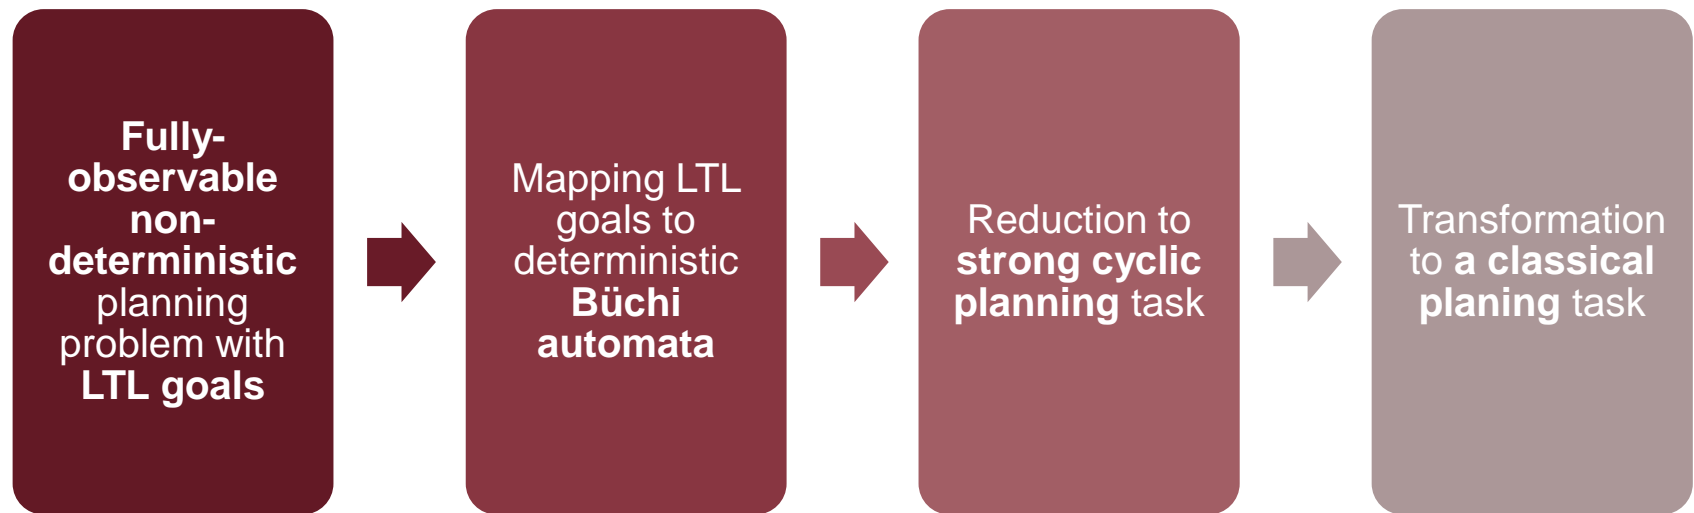 Fully-
observable
non-
deterministic
planning
problem with
LTL goals
Mapping LTL
goals to
deterministic
Büchi
automata
Reduction to
strong cyclic
planning task
Transformation
to a classical
planing task